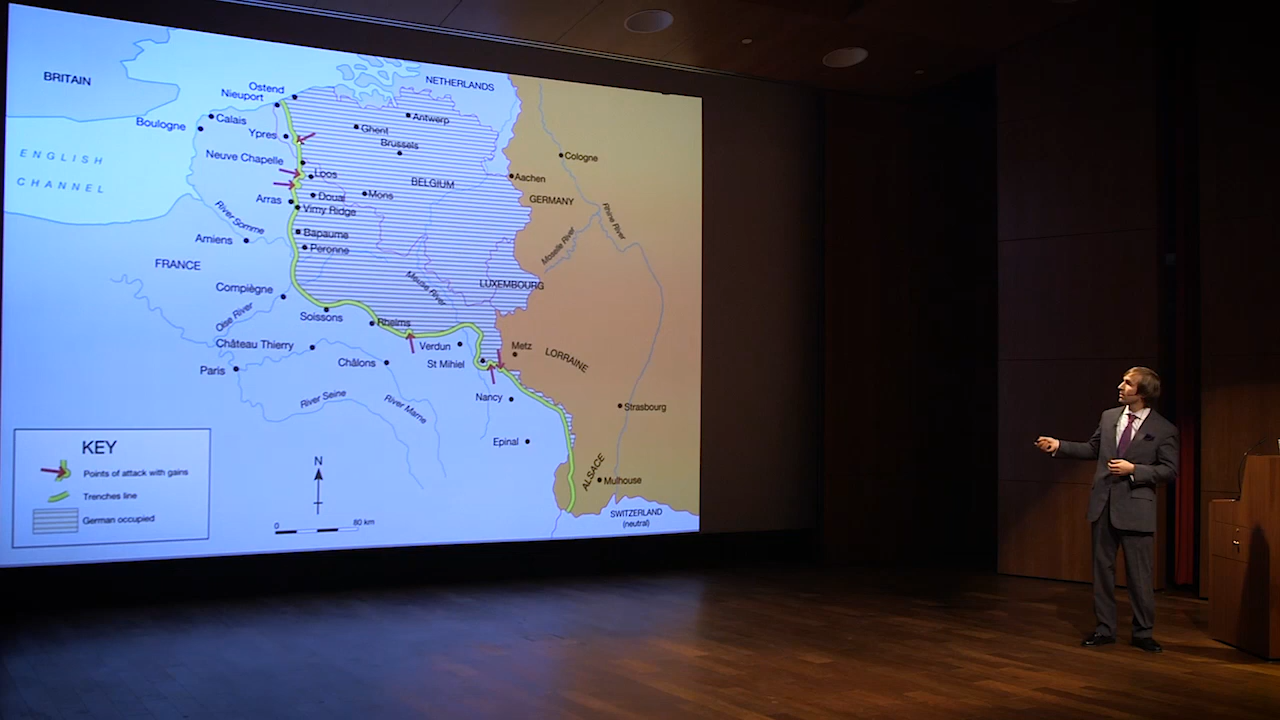 BRITAIN
NETHERLANDS
Ostend
Nieuport
Calais
Antwerp
Boulogne
Ghent
Ypres
Brussels
Cologne
ENGLISH
CHANNEL
Neuve Chapelle
Loos
BELGIUM
Aachen
Douai
Mons
GERMANY
Arras
Vimy Ridge
River Somme
Rhine River
Bapaume
Amiens
Peronne
Moselle River
FRANCE
Meuse River
LUXEMBOURG
Compiègne
Oise River
Soissons
Rheims
Château Thierry
Verdun
Metz
LORRAINE
Paris
Châlons
St Mihiel
River Seine
River Marne
Nancy
Strasbourg
Epinal
KEY
Points of attack with gains
Trenches line
German occupied
N
0
80 km
ALSACE
Mulhouse
SWITZERLAND
(neutral)